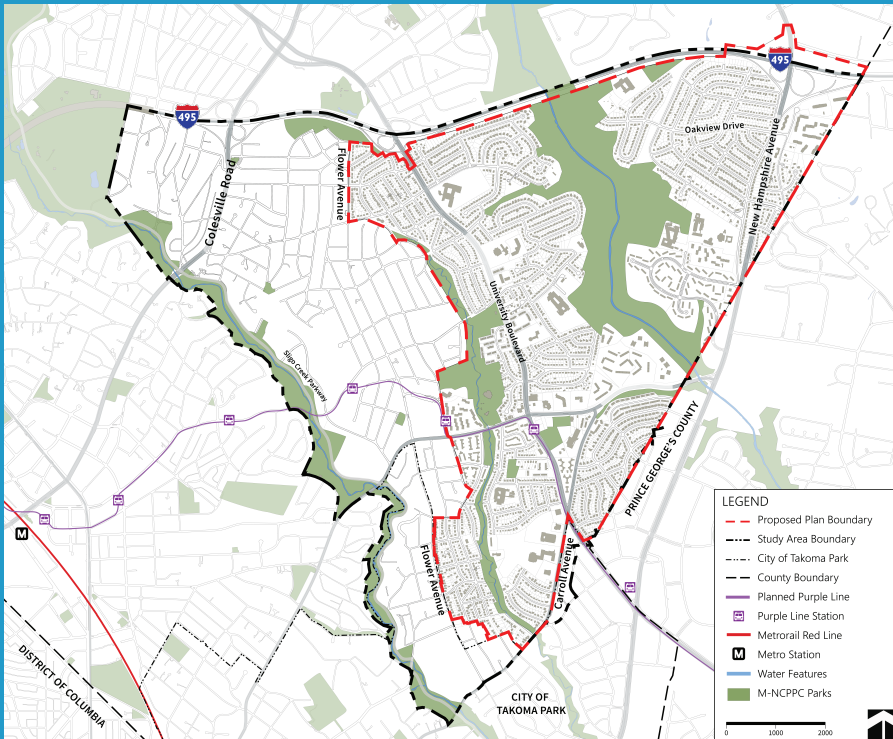 495
495
Oakview Drive
New Hampshire Avenue
Flower Avenue
Colesville Road
University Boulevard
Sligo Creek Parkway
PRINCE GEORGE'S COUNTY
Flower Avenue
Carroll Avenue
M
DISTRICT OF COLUMBIA
CITY OF
TAKOMA PARK
LEGEND
Proposed Plan Boundary
Study Area Boundary
City of Takoma Park
County Boundary
Planned Purple Line
Purple Line Station
Metrorail Red Line
M Metro Station
Water Features
M-NCPPC Parks
0 1000 2000